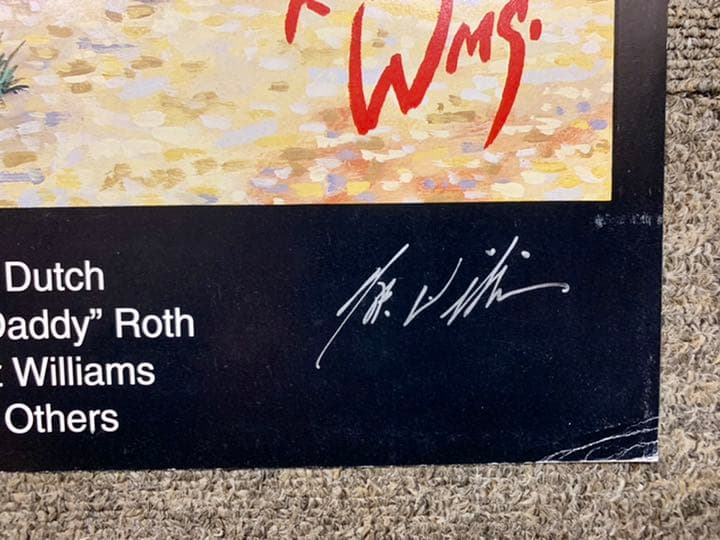 Wms.
Dutch
Daddy" Roth
Williams
Others